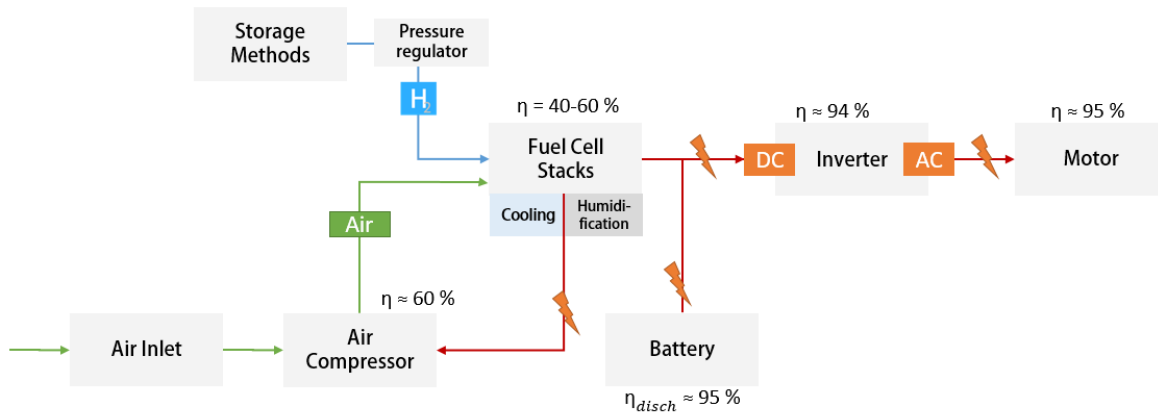 Storage
Methods
Pressure
regulator
H₂
η = 40-60 %
Fuel Cell
Stacks
Cooling
Humidi-
fication
η ≈ 94 %
DC
Inverter
AC
η ≈ 95 %
Motor
Air
η ≈ 60 %
Air Inlet
Air
Compressor
Battery
ηdisch ≈ 95 %